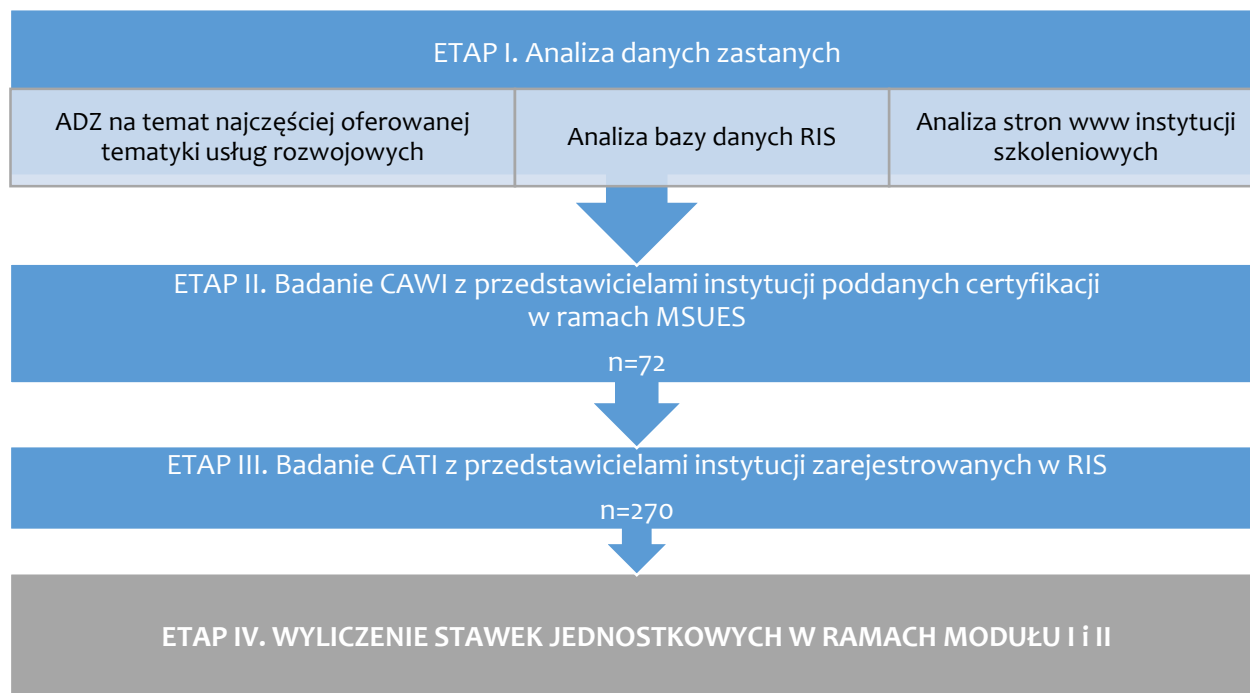 ETAP I. Analiza danych zastanych
ADZ na temat najczęściej oferowanej
tematyki usług rozwojowych
Analiza bazy danych RIS
Analiza stron www instytucji
szkoleniowych
ETAP II. Badanie CAWI z przedstawicielami instytucji poddanych certyfikacji
w ramach MSUES
n=72
ETAP III. Badanie CATI z przedstawicielami instytucji zarejestrowanych w RIS
n=270
ETAP IV. WYLICZENIE STAWEK JEDNOSTKOWYCH W RAMACH MODUŁU I i II